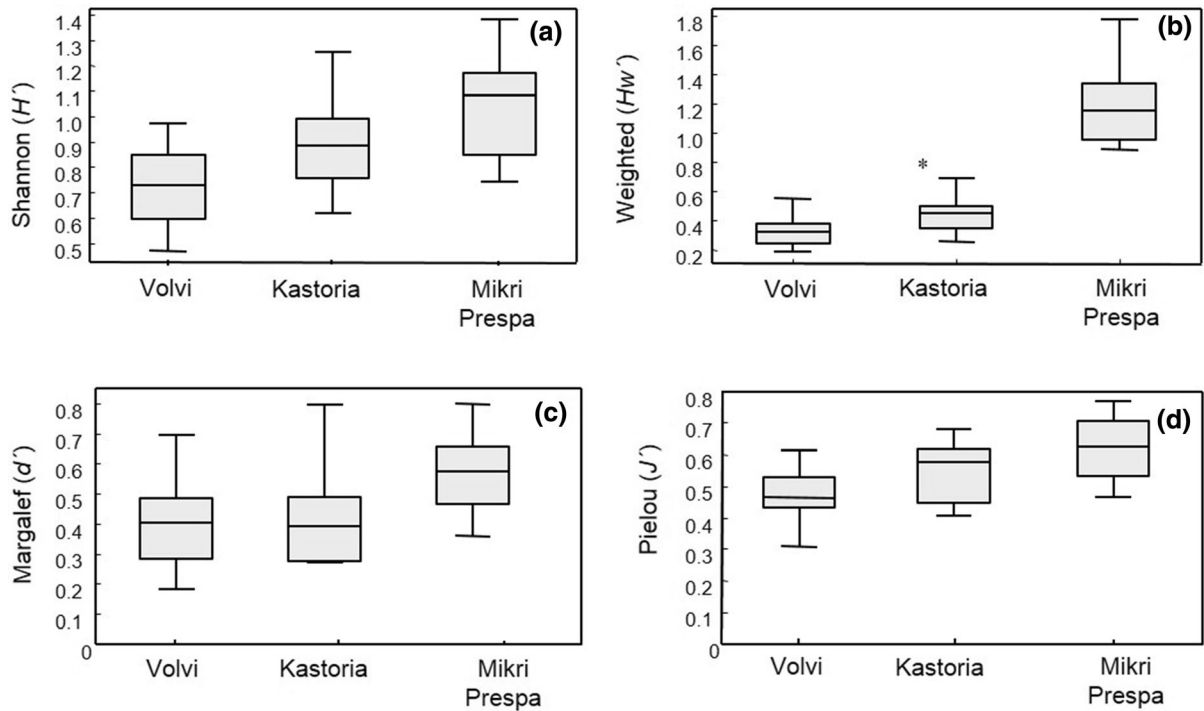 (a)
Shannon (H´)
1.4
1.3
1.2
1.1
1.0
0.9
0.8
0.7
0.6
0.5
Volvi
Kastoria
Mikri
Prespa
(b)
Weighted (Hw´)
1.8
1.6
1.4
1.2
1.0
0.8
0.6
0.4
0.2
*
Volvi
Kastoria
Mikri
Prespa
(c)
Margalef (d´)
0.8
0.7
0.6
0.5
0.4
0.3
0.2
0.1
0
Volvi
Kastoria
Mikri
Prespa
(d)
Pielou (J´)
0.8
0.7
0.6
0.5
0.4
0.3
0.2
0.1
0
Volvi
Kastoria
Mikri
Prespa